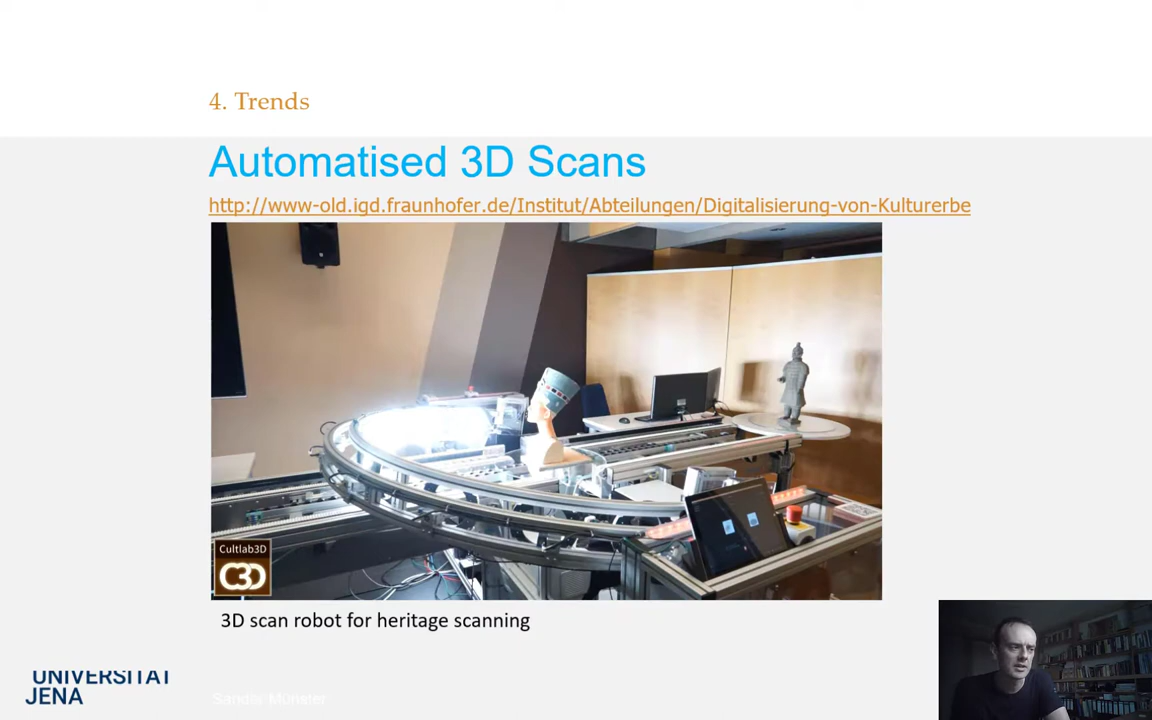 4. Trends
Automatised 3D Scans
http://www-old.igd.fraunhofer.de/Institut/Abteilungen/Digitalisierung-von-Kulturerbe
Cultlab3D
C3D
3D scan robot for heritage scanning
UNIVERSITÄT
JENA
Sander Münster